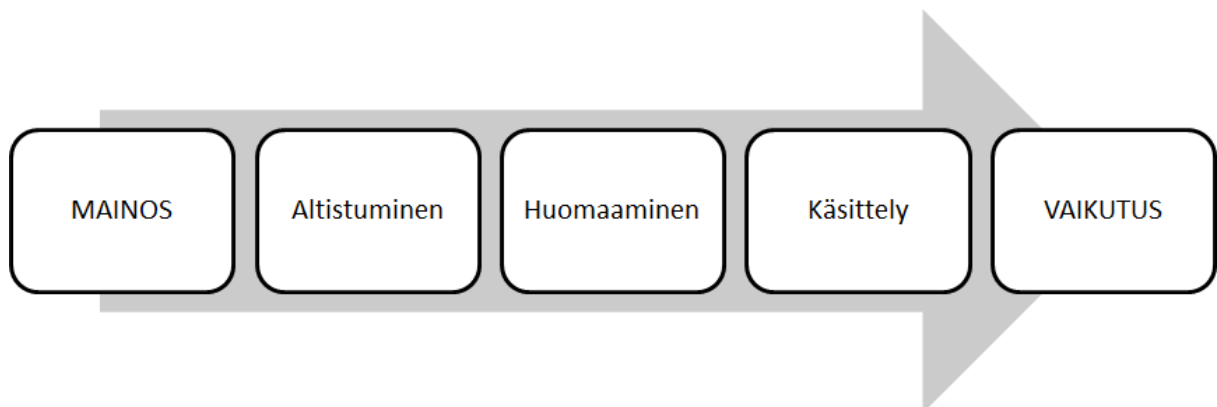 MAINOS
Altistuminen
Huomaaminen
Käsittely
VAIKUTUS